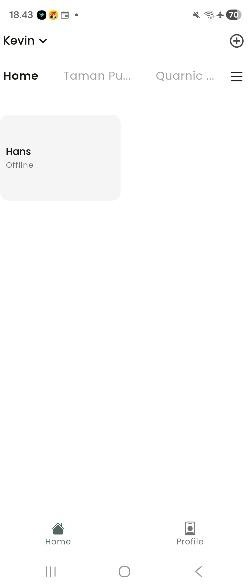 18.43
70
Kevin
Home Taman Pu... Quarnic ...
Hans
Offline
Home Profile